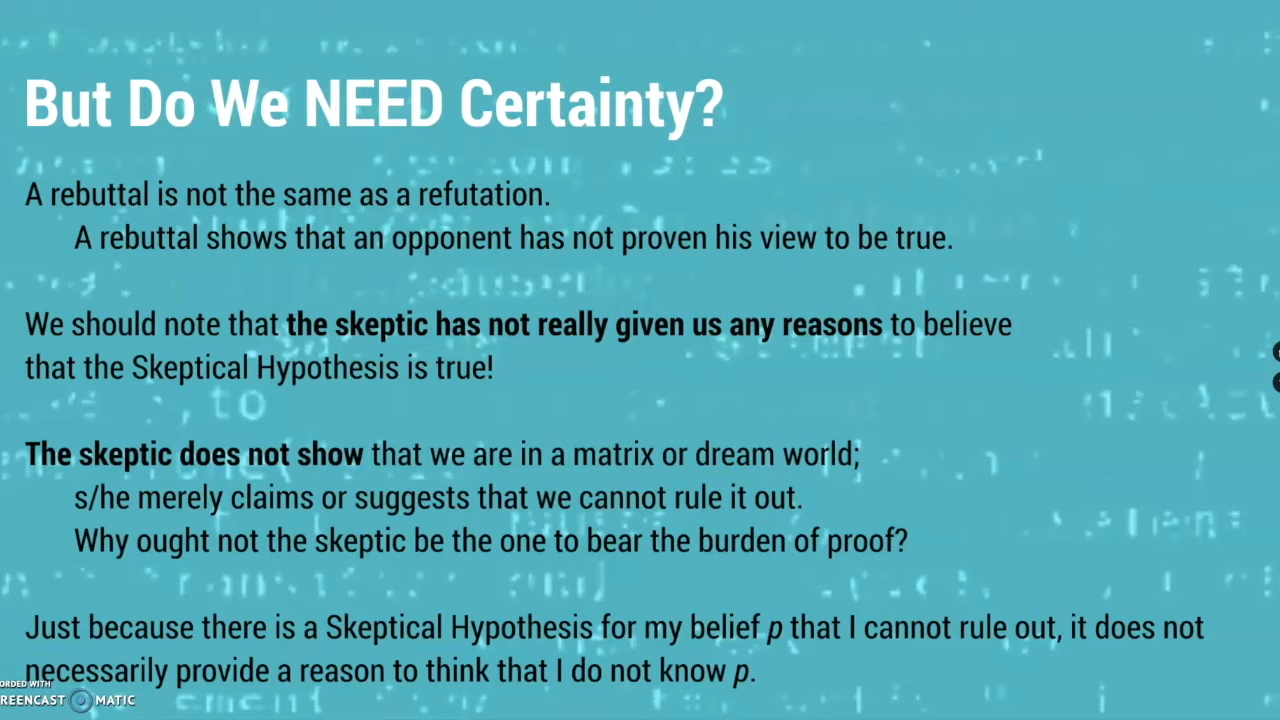 But Do We NEED Certainty?
A rebuttal is not the same as a refutation.
A rebuttal shows that an opponent has not proven his view to be true.
We should note that the skeptic has not really given us any reasons to believe
that the Skeptical Hypothesis is true!
The skeptic does not show that we are in a matrix or dream world;
s/he merely claims or suggests that we cannot rule it out.
Why ought not the skeptic be the one to bear the burden of proof?
Just because there is a Skeptical Hypothesis for my belief p that I cannot rule out, it does not
necessarily provide a reason to think that I do not know p.
ORDED WITH
REENCAST MATIC